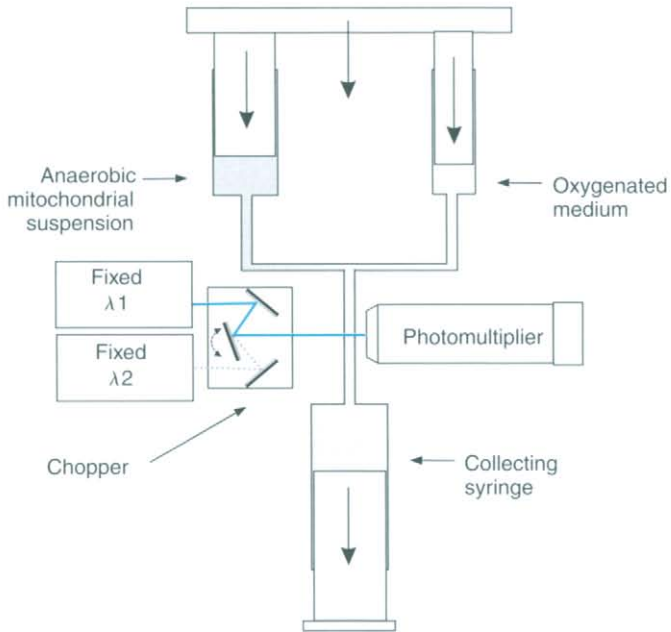 Anaerobic
mitochondrial
suspension
Oxygenated
medium
Fixed
λ1
Fixed
λ2
Photomultiplier
Chopper
Collecting
syringe